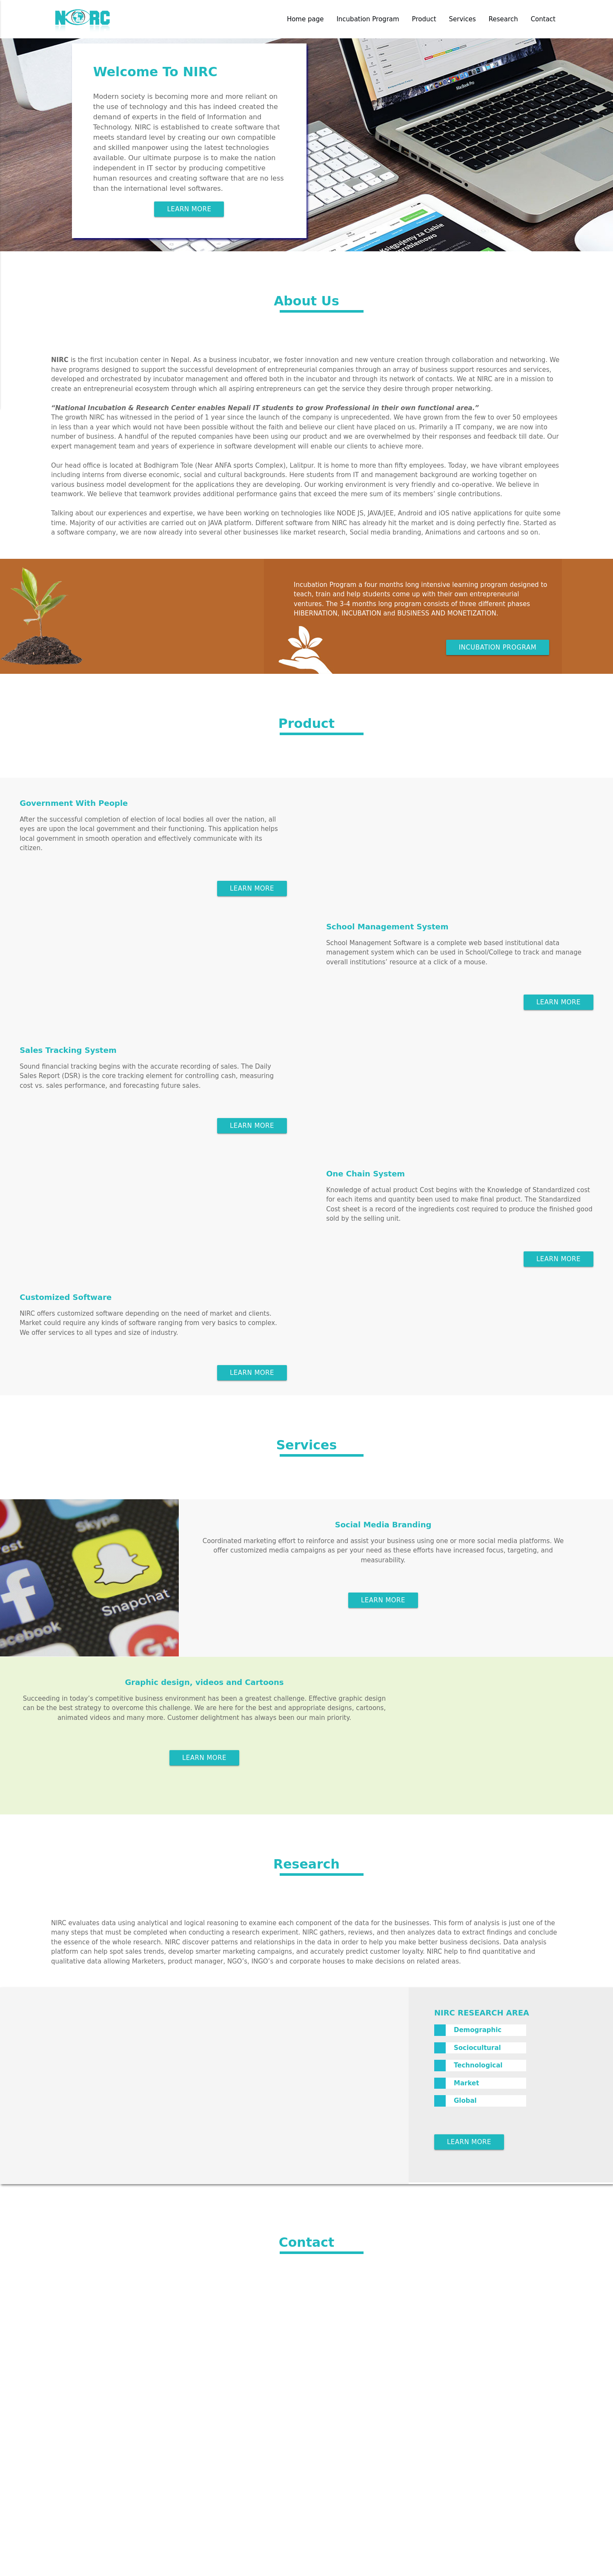 NIRC
Home page Incubation Program Product Services Research Contact
Welcome To NIRC
Modern society is becoming more and more reliant on
the use of technology and this has indeed created the
demand of experts in the field of Information and
Technology. NIRC is established to create software that
meets standard level by creating our own compatible
and skilled manpower using the latest technologies
available. Our ultimate purpose is to make the nation
independent in IT sector by producing competitive
human resources and creating software that are no less
than the international level softwares.
LEARN MORE
MacBook Pro
Księgujemy za Ciebie
bezproblemowo
About Us
NIRC is the first incubation center in Nepal. As a business incubator, we foster innovation and new venture creation through collaboration and networking. We
have programs designed to support the successful development of entrepreneurial companies through an array of business support resources and services,
developed and orchestrated by incubator management and offered both in the incubator and through its network of contacts. We at NIRC are in a mission to
create an entrepreneurial ecosystem through which all aspiring entrepreneurs can get the service they desire through proper networking.
“National Incubation & Research Center enables Nepali IT students to grow Professional in their own functional area.”
The growth NIRC has witnessed in the period of 1 year since the launch of the company is unprecedented. We have grown from the few to over 50 employees
in less than a year which would not have been possible without the faith and believe our client have placed on us. Primarily a IT company, we are now into
number of business. A handful of the reputed companies have been using our product and we are overwhelmed by their responses and feedback till date. Our
expert management team and years of experience in software development will enable our clients to achieve more.
Our head office is located at Bodhigram Tole (Near ANFA sports Complex), Lalitpur. It is home to more than fifty employees. Today, we have vibrant employees
including interns from diverse economic, social and cultural backgrounds. Here students from IT and management background are working together on
various business model development for the applications they are developing. Our working environment is very friendly and co-operative. We believe in
teamwork. We believe that teamwork provides additional performance gains that exceed the mere sum of its members’ single contributions.
Talking about our experiences and expertise, we have been working on technologies like NODE JS, JAVA/JEE, Android and iOS native applications for quite some
time. Majority of our activities are carried out on JAVA platform. Different software from NIRC has already hit the market and is doing perfectly fine. Started as
a software company, we are now already into several other businesses like market research, Social media branding, Animations and cartoons and so on.
Incubation Program a four months long intensive learning program designed to
teach, train and help students come up with their own entrepreneurial
ventures. The 3-4 months long program consists of three different phases
HIBERNATION, INCUBATION and BUSINESS AND MONETIZATION.
INCUBATION PROGRAM
Product
Government With People
After the successful completion of election of local bodies all over the nation, all
eyes are upon the local government and their functioning. This application helps
local government in smooth operation and effectively communicate with its
citizen.
LEARN MORE
School Management System
School Management Software is a complete web based institutional data
management system which can be used in School/College to track and manage
overall institutions’ resource at a click of a mouse.
LEARN MORE
Sales Tracking System
Sound financial tracking begins with the accurate recording of sales. The Daily
Sales Report (DSR) is the core tracking element for controlling cash, measuring
cost vs. sales performance, and forecasting future sales.
LEARN MORE
One Chain System
Knowledge of actual product Cost begins with the Knowledge of Standardized cost
for each items and quantity been used to make final product. The Standardized
Cost sheet is a record of the ingredients cost required to produce the finished good
sold by the selling unit.
LEARN MORE
Customized Software
NIRC offers customized software depending on the need of market and clients.
Market could require any kinds of software ranging from very basics to complex.
We offer services to all types and size of industry.
LEARN MORE
Services
Skype
Snapchat
facebook
Social Media Branding
Coordinated marketing effort to reinforce and assist your business using one or more social media platforms. We
offer customized media campaigns as per your need as these efforts have increased focus, targeting, and
measurability.
LEARN MORE
Graphic design, videos and Cartoons
Succeeding in today’s competitive business environment has been a greatest challenge. Effective graphic design
can be the best strategy to overcome this challenge. We are here for the best and appropriate designs, cartoons,
animated videos and many more. Customer delightment has always been our main priority.
LEARN MORE
Research
NIRC evaluates data using analytical and logical reasoning to examine each component of the data for the businesses. This form of analysis is just one of the
many steps that must be completed when conducting a research experiment. NIRC gathers, reviews, and then analyzes data to extract findings and conclude
the essence of the whole research. NIRC discover patterns and relationships in the data in order to help you make better business decisions. Data analysis
platform can help spot sales trends, develop smarter marketing campaigns, and accurately predict customer loyalty. NIRC help to find quantitative and
qualitative data allowing Marketers, product manager, NGO’s, INGO’s and corporate houses to make decisions on related areas.
NIRC RESEARCH AREA
Demographic
Sociocultural
Technological
Market
Global
LEARN MORE
Contact